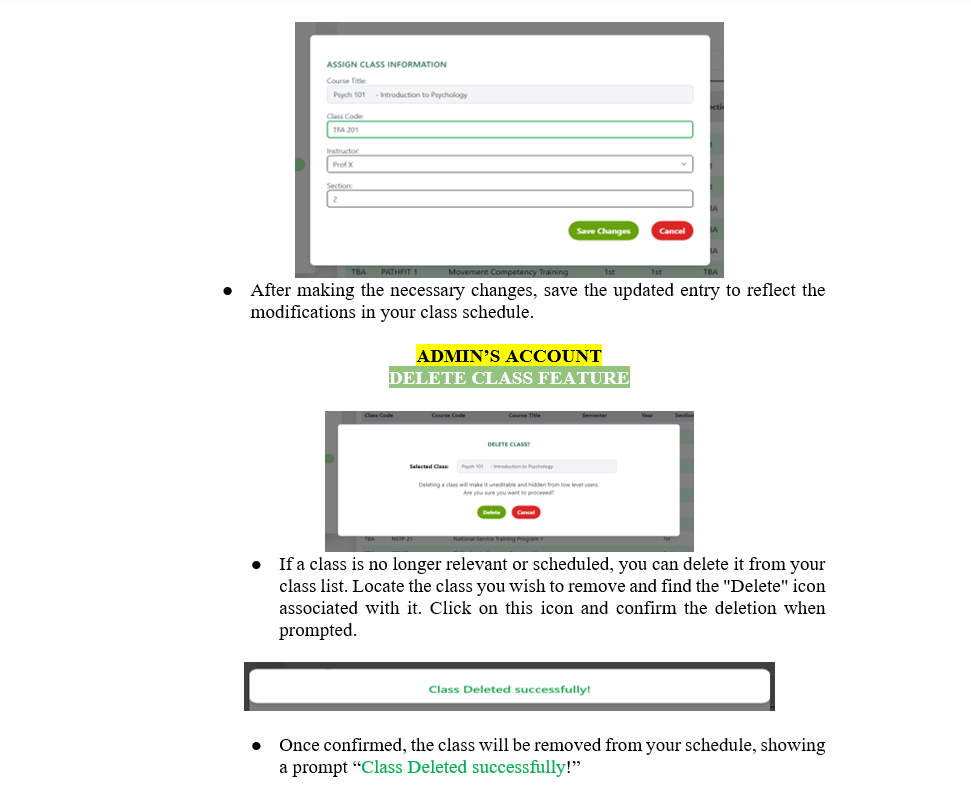 ASSIGN CLASS INFORMATION
Course Title:
Psych 101 - Introduction to Psychology
Class Code:
TFA 201
Instructor:
Prof X
Section:
2
Save Changes Cancel
TBA PATHFIT 1 Movement Competency Training 1st 1st TBA
● After making the necessary changes, save the updated entry to reflect the
modifications in your class schedule.
ADMIN’S ACCOUNT
DELETE CLASS FEATURE
Class Code Course Code Course Title Semester Year Section
DELETE CLASS?
Selected Class: Psych 101 - Introduction to Psychology
Deleting a class will make it uneditable and hidden from low level users.
Are you sure you want to proceed?
Delete Cancel
TBA NSTP 21 National Service Training Program 1 1st
● If a class is no longer relevant or scheduled, you can delete it from your
class list. Locate the class you wish to remove and find the "Delete" icon
associated with it. Click on this icon and confirm the deletion when
prompted.
Class Deleted successfully!
● Once confirmed, the class will be removed from your schedule, showing
a prompt “Class Deleted successfully!”